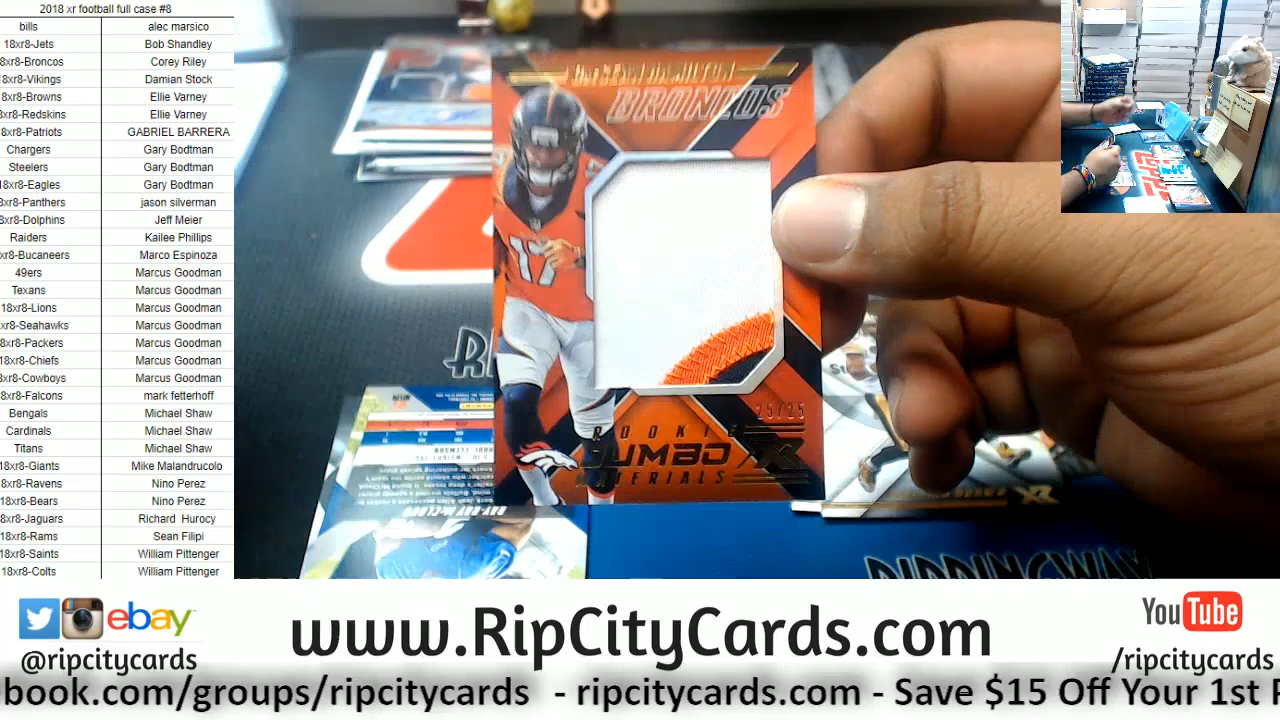 2018 xr football full case #8
bills alec marsico
18xr8-Jets Bob Shandley
8xr8-Broncos Corey Riley
8xr8-Vikings Damian Stock
8xr8-Browns Ellie Varney
8xr8-Redskins Ellie Varney
8xr8-Patriots GABRIEL BARRERA
Chargers Gary Bodtman
Steelers Gary Bodtman
18xr8-Eagles Gary Bodtman
8xr8-Panthers jason silverman
8xr8-Dolphins Jeff Meier
Raiders Kailee Phillips
xr8-Bucaneers Marco Espinoza
49ers Marcus Goodman
Texans Marcus Goodman
18xr8-Lions Marcus Goodman
xr8-Seahawks Marcus Goodman
xr8-Packers Marcus Goodman
18xr8-Chiefs Marcus Goodman
xr8-Cowboys Marcus Goodman
8xr8-Falcons mark fetterhoff
Bengals Michael Shaw
Cardinals Michael Shaw
Titans Michael Shaw
18xr8-Giants Mike Malandrucolo
8xr8-Ravens Nino Perez
18xr8-Bears Nino Perez
8xr8-Jaguars Richard Hurocy
18xr8-Rams Sean Filipi
18xr8-Saints William Pittenger
18xr8-Colts William Pittenger
HAMILTON
BRONCOS
17
25/25
ROOKIE
JUMBO XR
MATERIALS
RAY-RAY McCLOUD
XR
ebay
@ripcitycards
www.RipCityCards.com
YouTube
/ripcitycards
book.com/groups/ripcitycards - ripcitycards.com - Save $15 Off Your 1st